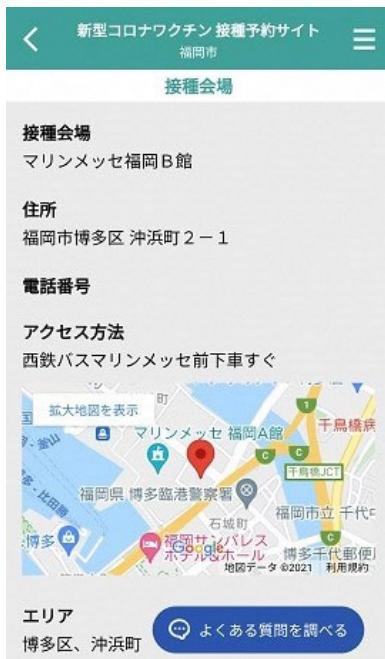 新型コロナワクチン 接種予約サイト
福岡市
接種会場
接種会場
マリンメッセ福岡B館
住所
福岡市博多区 沖浜町2-1
電話番号
アクセス方法
西鉄バスマリンメッセ前下車すぐ
拡大地図を表示
町
マリンメッセ 福岡A館
千鳥橋病
千鳥橋JCT
福岡県 博多臨港警察署
石城町
福岡市立 千代中
博多
福岡サンパレス
ホテル&ホール
Google
博多千代郵便局
地図データ ©2021 利用規約
エリア
博多区、沖浜町
よくある質問を調べる